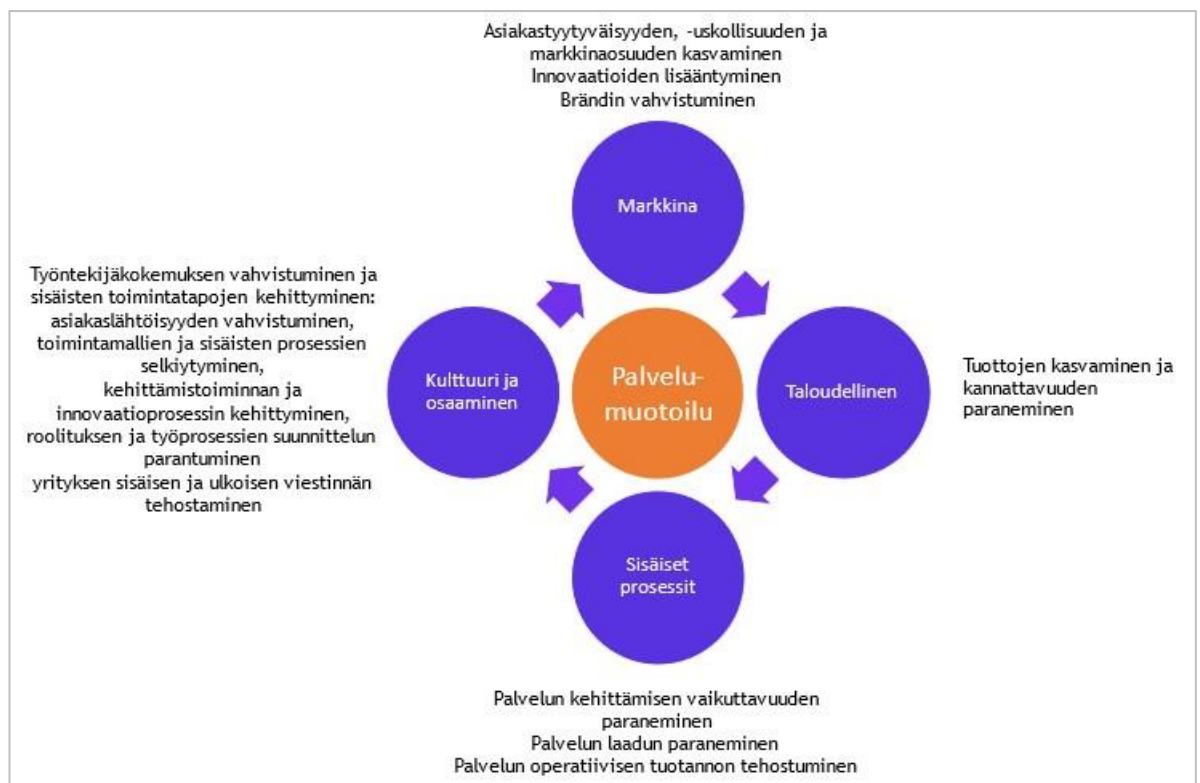 Asiakastyytyväisyyden, -uskollisuuden ja
markkinaosuuden kasvaminen
Innovaatioiden lisääntyminen
Brändin vahvistuminen
Markkina
Työntekijäkokemuksen vahvistuminen ja
sisäisten toimintatapojen kehittyminen:
asiakaslähtöisyyden vahvistuminen,
toimintamallien ja sisäisten prosessien
selkiytyminen,
kehittämistoiminnan ja
innovaatioprosessin kehittyminen,
roolituksen ja työprosessien suunnittelun
parantuminen
yrityksen sisäisen ja ulkoisen viestinnän
tehostaminen
Kulttuuri ja
osaaminen
Palvelu-
muotoilu
Taloudellinen
Tuottojen kasvaminen ja
kannattavuuden
paraneminen
Sisäiset
prosessit
Palvelun kehittämisen vaikuttavuuden
paraneminen
Palvelun laadun paraneminen
Palvelun operatiivisen tuotannon tehostuminen